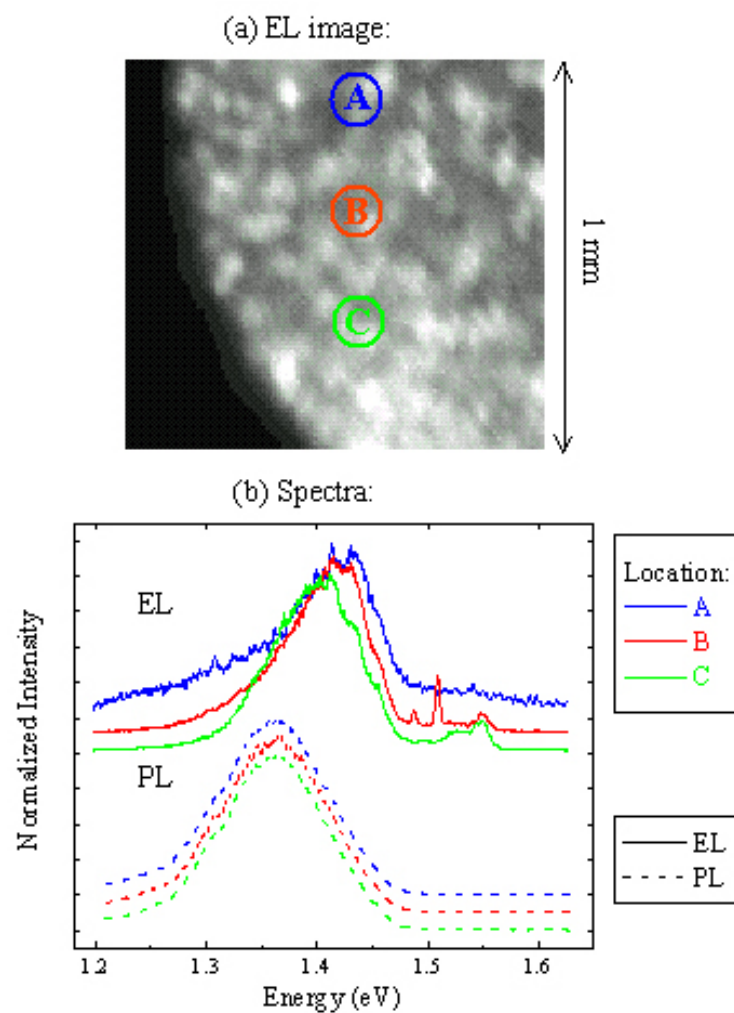 (a) EL image:
A
B
C
1 mm
(b) Spectra:
EL
PL
Normalized Intensity
1.2 1.3 1.4 1.5 1.6
Energy (eV)
Location:
A
B
C
EL
PL